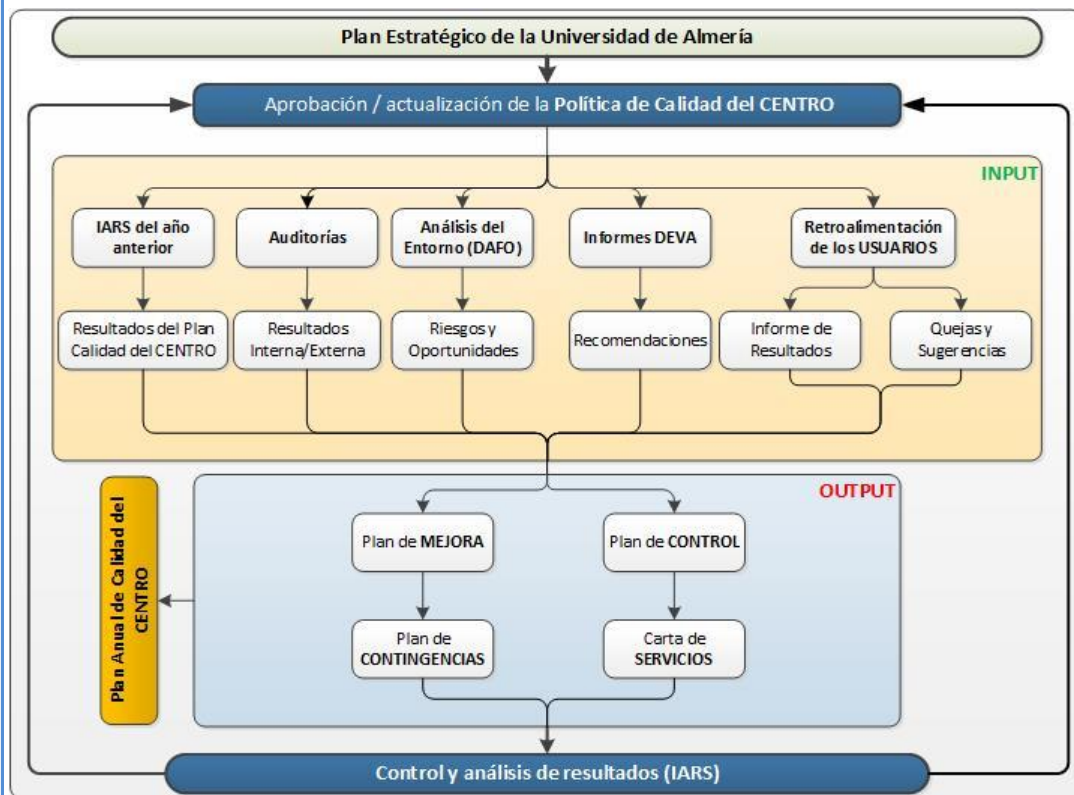 Plan Estratégico de la Universidad de Almería
Aprobación / actualización de la Política de Calidad del CENTRO
INPUT
IARS del año
anterior
Auditorías
Análisis del
Entorno (DAFO)
Informes DEVA
Retroalimentación
de los USUARIOS
Resultados del Plan
Calidad del CENTRO
Resultados
Interna/Externa
Riesgos y
Oportunidades
Recomendaciones
Informe de
Resultados
Quejas y
Sugerencias
OUTPUT
Plan Anual de Calidad del
CENTRO
Plan de MEJORA
Plan de CONTROL
Plan de
CONTINGENCIAS
Carta de
SERVICIOS
Control y análisis de resultados (IARS)